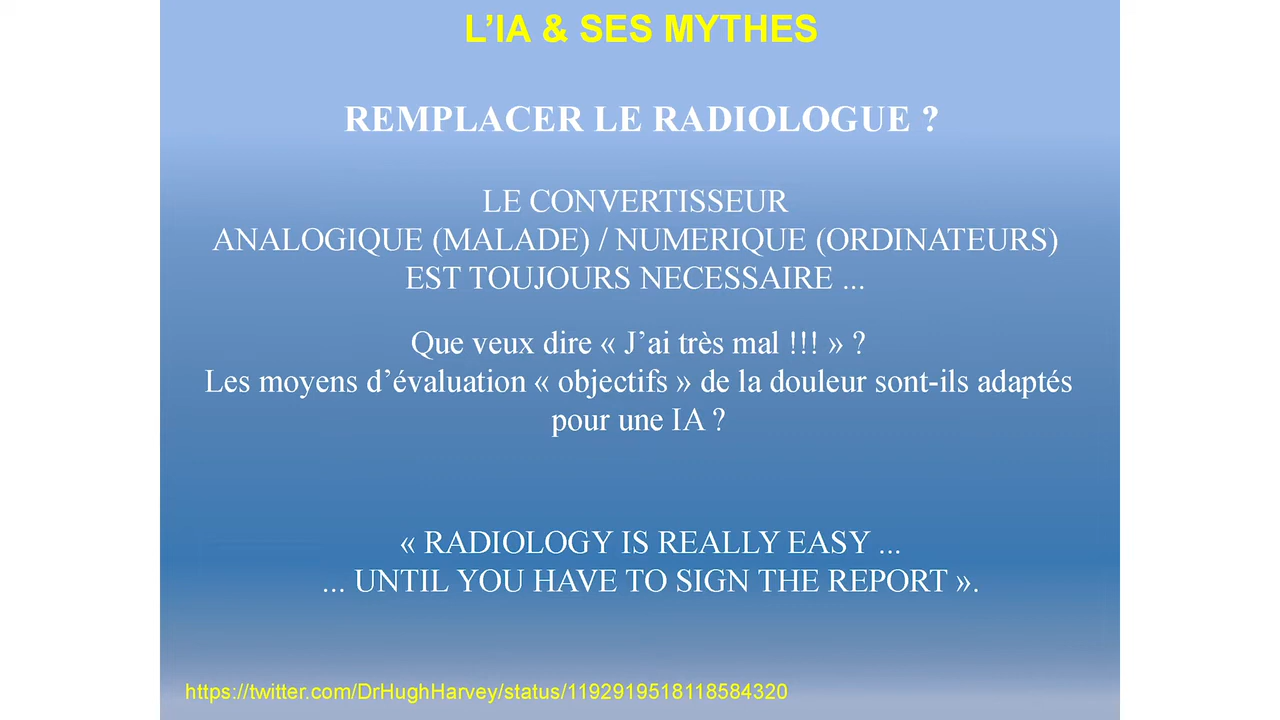 L'IA & SES MYTHES
REMPLACER LE RADIOLOGUE ?
LE CONVERTISSEUR
ANALOGIQUE (MALADE) / NUMERIQUE (ORDINATEURS)
EST TOUJOURS NECESSAIRE ...
Que veux dire « J'ai très mal !!! » ?
Les moyens d'évaluation « objectifs » de la douleur sont-ils adaptés
pour une IA ?
« RADIOLOGY IS REALLY EASY ...
... UNTIL YOU HAVE TO SIGN THE REPORT ».
https://twitter.com/DrHughHarvey/status/1192919518118584320